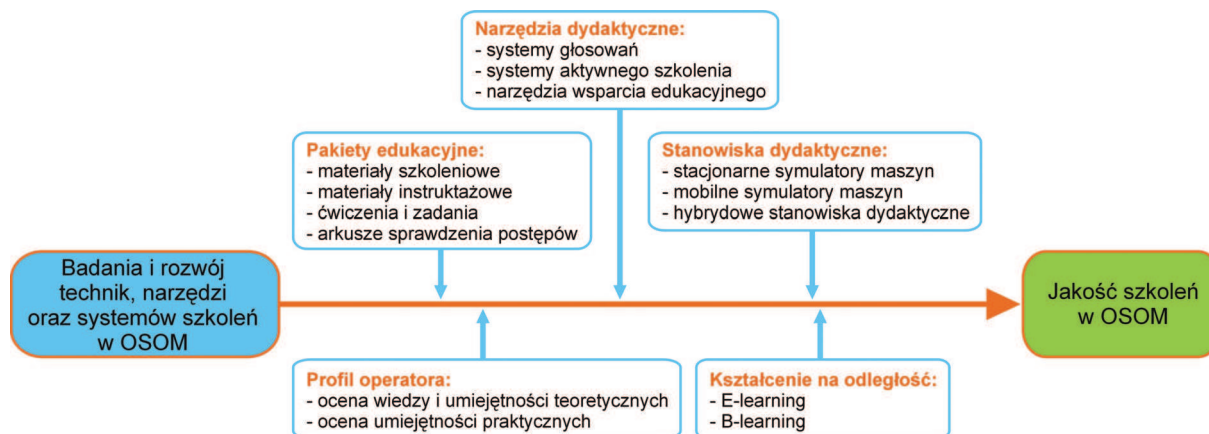 Narzędzia dydaktyczne:
- systemy głosowań
- systemy aktywnego szkolenia
- narzędzia wsparcia edukacyjnego
Pakiety edukacyjne:
- materiały szkoleniowe
- materiały instruktażowe
- ćwiczenia i zadania
- arkusze sprawdzenia postępów
Stanowiska dydaktyczne:
- stacjonarne symulatory maszyn
- mobilne symulatory maszyn
- hybrydowe stanowiska dydaktyczne
Badania i rozwój
technik, narzędzi
oraz systemów szkoleń
w OSOM
Jakość szkoleń
w OSOM
Profil operatora:
- ocena wiedzy i umiejętności teoretycznych
- ocena umiejętności praktycznych
Kształcenie na odległość:
- E-learning
- B-learning